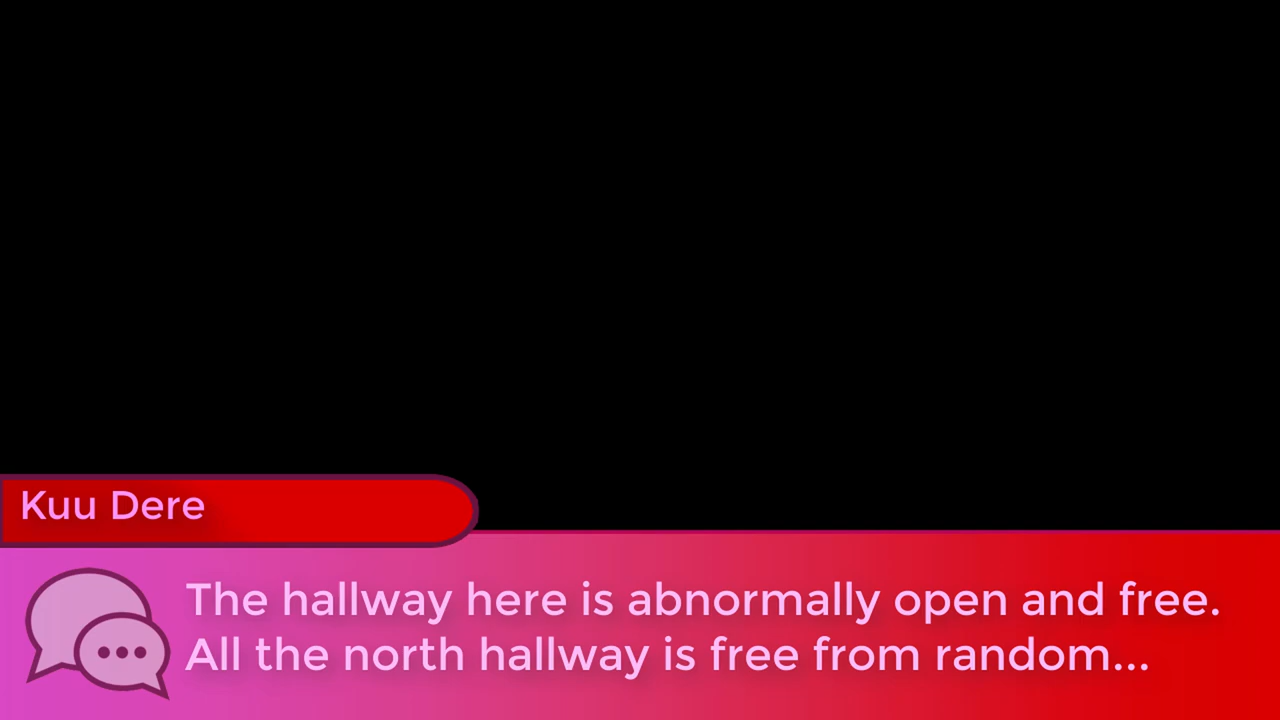 Kuu Dere
The hallway here is abnormally open and free.
All the north hallway is free from random...